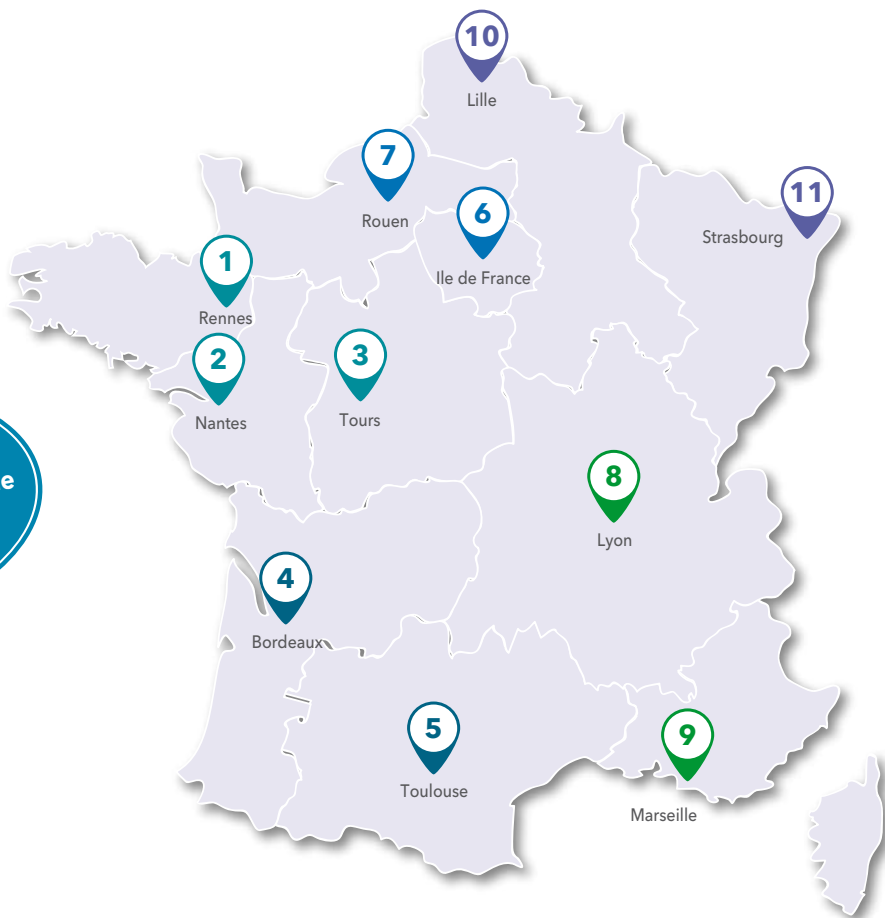 10
Lille
7
Rouen
6
Ile de France
11
Strasbourg
1
Rennes
2
Nantes
3
Tours
e
8
Lyon
4
Bordeaux
5
Toulouse
9
Marseille